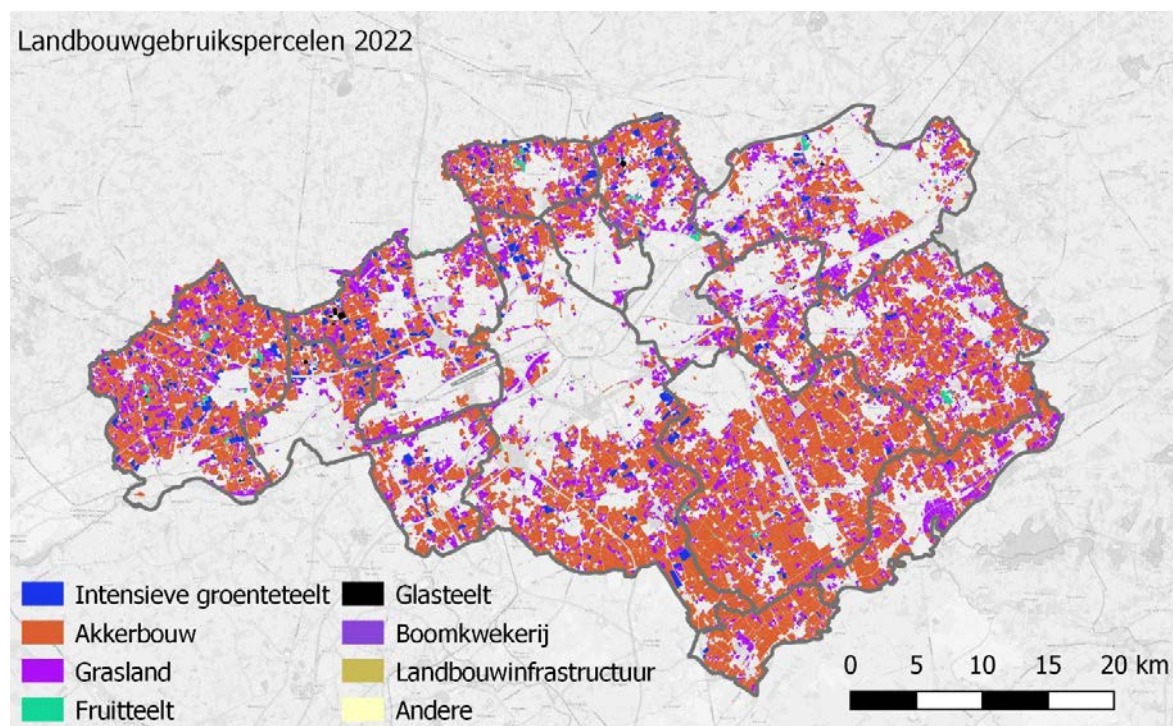 Landbouwgebruikspercelen 2022
Intensieve groenteteelt
Akkerbouw
Grasland
Fruitteelt
Glasteelt
Boomkwekerij
Landbouwinfrastructuur
Andere
0 5 10 15 20 km